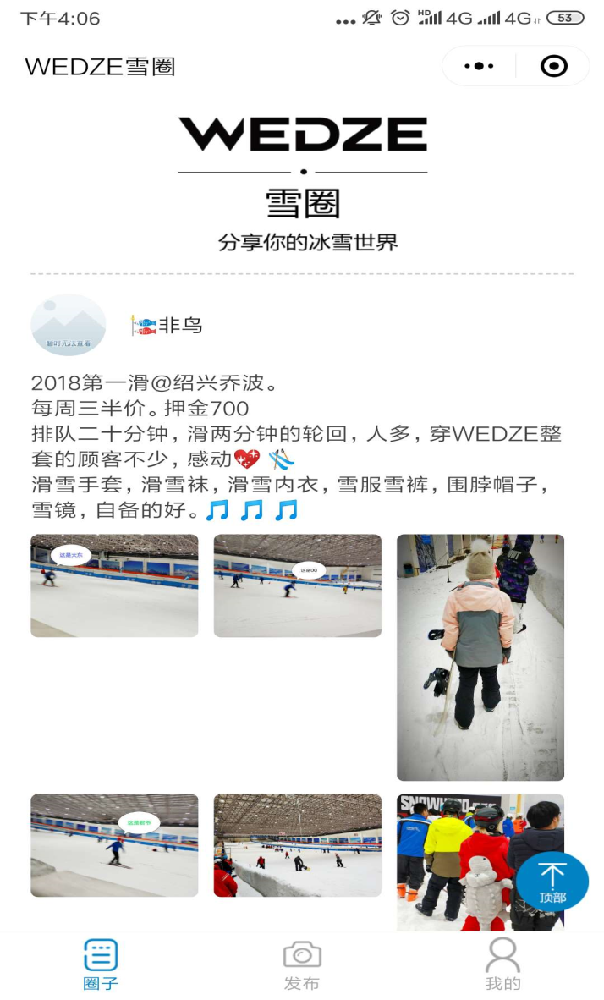 下午4:06
HD 4G 4G 53
WEDZE雪圈
WEDZE
雪圈
分享你的冰雪世界
暂时无法查看
🎏非鸟
2018第一滑@绍兴乔波。
每周三半价。押金700
排队二十分钟，滑两分钟的轮回，人多，穿WEDZE整
套的顾客不少，感动💖 🎿
滑雪手套，滑雪袜，滑雪内衣，雪服雪裤，围脖帽子，
雪镜，自备的好。🎵 🎵 🎵
这是大东
顶部
圈子
发布
我的